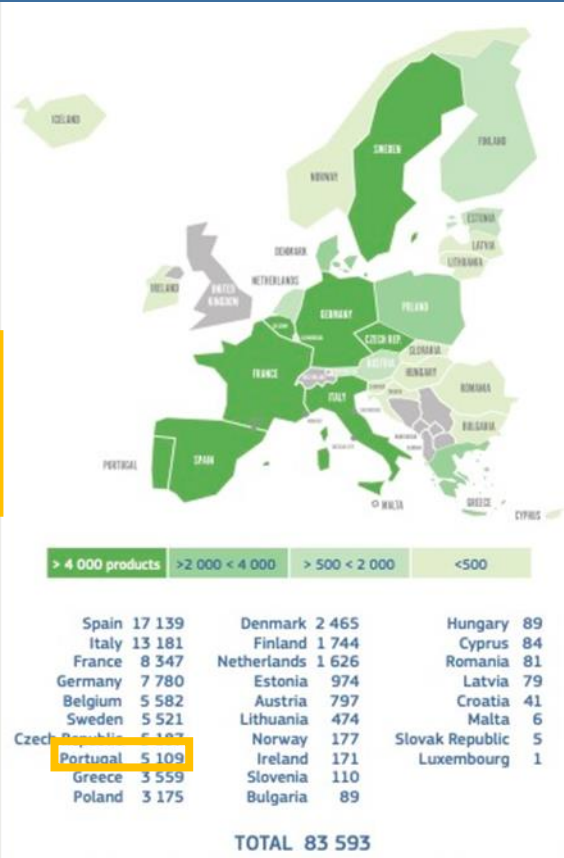 ICELAND
FINLAND
SWEDEN
NORWAY
ESTONIA
DENMARK
LATVIA
LITHUANIA
NETHERLANDS
IRELAND
UNITED
KINGDOM
GERMANY
POLAND
CZECH REP.
SLOVAKIA
AUSTRIA
FRANCE
HUNGARY
ITALY
ROMANIA
BULGARIA
PORTUGAL
SPAIN
GREECE
MALTA
CYPRUS
> 4 000 products
>2 000 < 4 000
> 500 < 2 000
<500
Spain 17 139
Italy 13 181
France 8 347
Germany 7 780
Belgium 5 582
Sweden 5 521
Czech Republic
Portugal 5 109
Greece 3 559
Poland 3 175
Denmark 2 465
Finland 1 744
Netherlands 1 626
Estonia 974
Austria 797
Lithuania 474
Norway 177
Ireland 171
Slovenia 110
Bulgaria 89
Hungary 89
Cyprus 84
Romania 81
Latvia 79
Croatia 41
Malta 6
Slovak Republic 5
Luxembourg 1
TOTAL 83 593